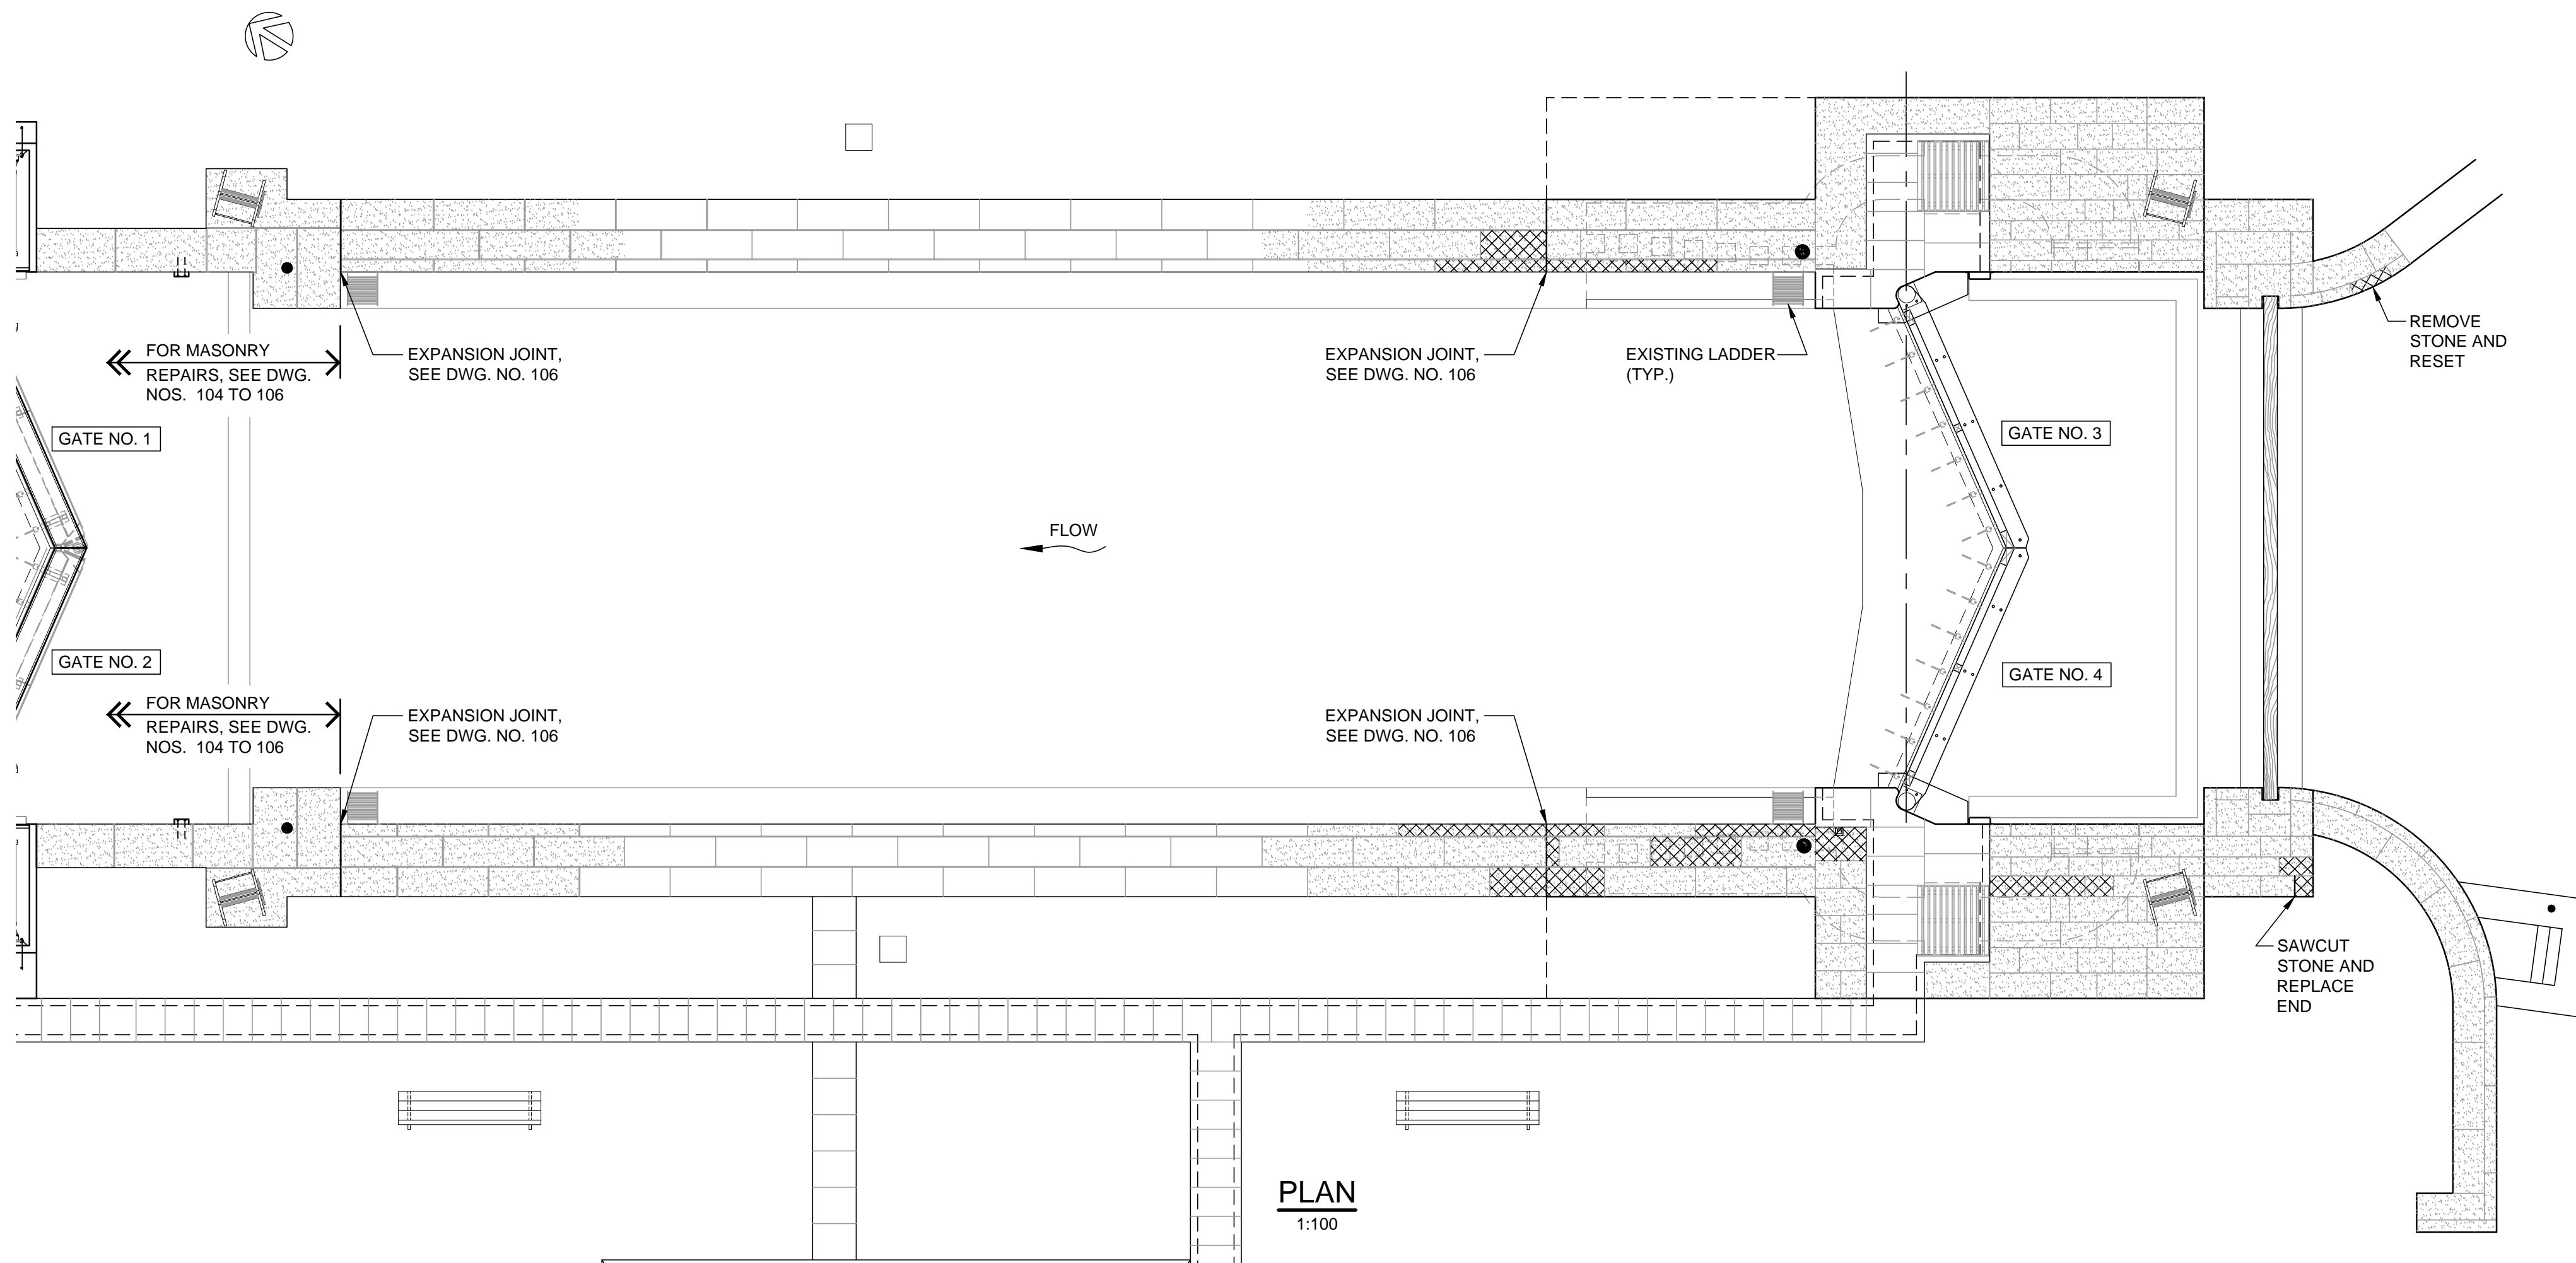 FOR MASONRY
REPAIRS, SEE DWG.
NOS. 104 TO 106
EXPANSION JOINT,
SEE DWG. NO. 106
EXPANSION JOINT,
SEE DWG. NO. 106
EXISTING LADDER
(TYP.)
REMOVE
STONE AND
RESET
GATE NO. 1
GATE NO. 3
FLOW
GATE NO. 2
GATE NO. 4
FOR MASONRY
REPAIRS, SEE DWG.
NOS. 104 TO 106
EXPANSION JOINT,
SEE DWG. NO. 106
EXPANSION JOINT,
SEE DWG. NO. 106
SAWCUT
STONE AND
REPLACE
END
PLAN
1:100